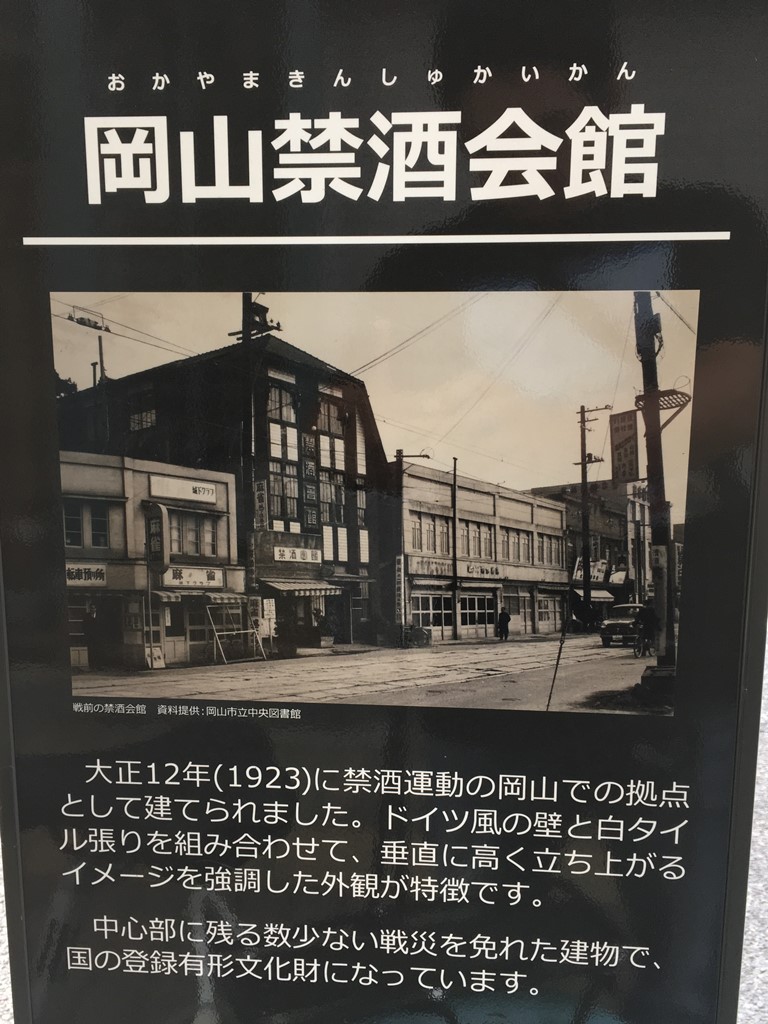 おかやまきんしゅかいかん
岡山禁酒会館
禁酒會館
麻雀
戦前の禁酒会館 資料提供:岡山市立中央図書館
大正12年(1923)に禁酒運動の岡山での拠点
として建てられました。ドイツ風の壁と白タイ
ル張りを組み合わせて、垂直に高く立ち上がる
イメージを強調した外観が特徴です。
中心部に残る数少ない戦災を免れた建物で、
国の登録有形文化財になっています。